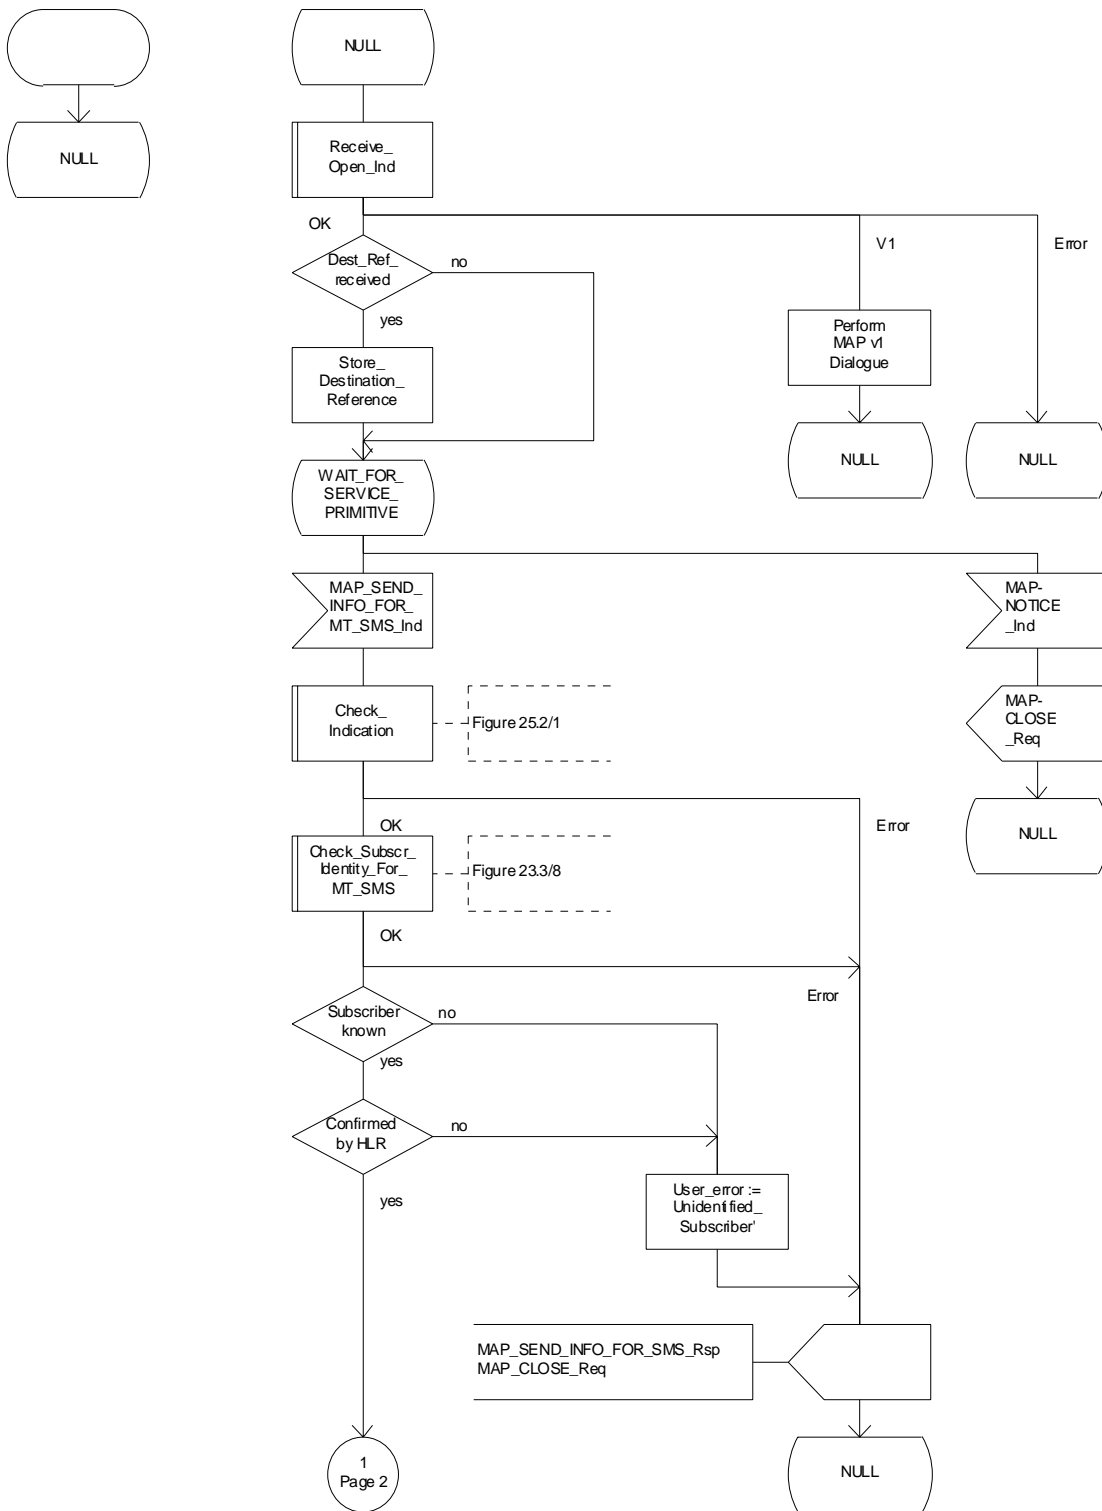 NULL
NULL
Receive_
Open_Ind
OK
V1
Error
Dest_Ref_
received
no
yes
Perform
MAP v1
Dialogue
Store_
Destination_
Reference
NULL
NULL
WAIT_FOR_
SERVICE_
PRIMITIVE
MAP_SEND_
INFO_FOR_
MT_SMS_Ind
MAP-
NOTICE
_Ind
Check_
Indication
Figure 25.2/1
MAP-
CLOSE
_Req
OK
Error
NULL
Check_Subscr_
Identity_For_
MT_SMS
Figure 23.3/8
OK
Error
Subscriber
known
no
yes
Confirmed
by HLR
no
yes
User_error :=
Unidentified_
Subscriber'
MAP_SEND_INFO_FOR_SMS_Rsp
MAP_CLOSE_Req
1
Page 2
NULL